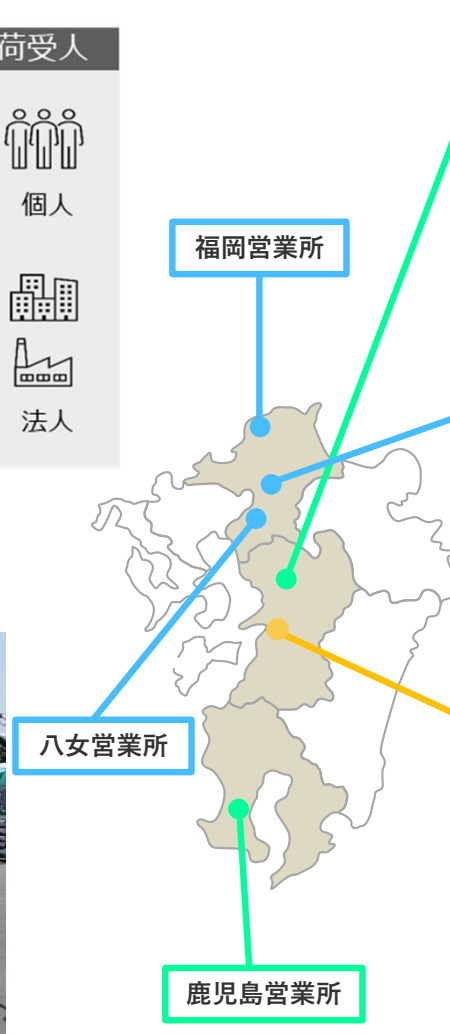 荷受人
個人
法人
福岡営業所
八女営業所
鹿児島営業所